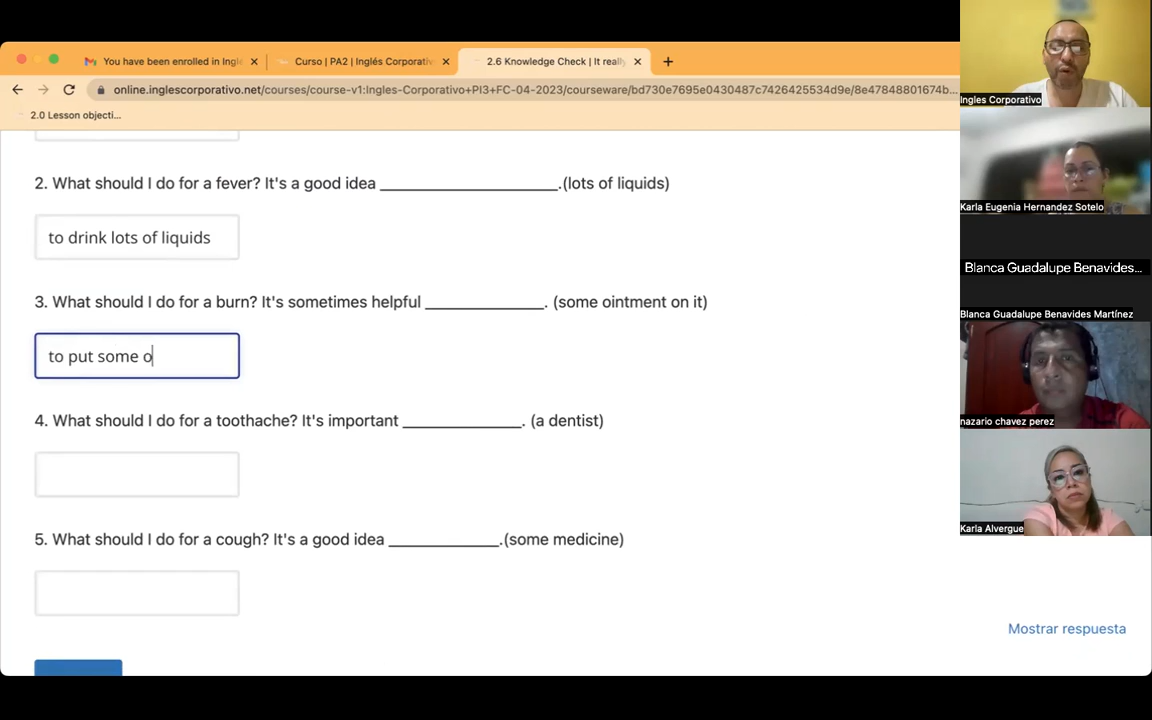 You have been enrolled in Ingle
Curso | PA2 | Inglés Corporati
2.6 Knowledge Check | It really
online.inglescorporativo.net/courses/course-v1:Ingles-Corporativo+PI3+FC-04-2023/courseware/bd730e7695e0430487c7426425534d9e/8e47848801674b...
2.0 Lesson objecti...
2. What should I do for a fever? It's a good idea ____________________.(lots of liquids)
to drink lots of liquids
3. What should I do for a burn? It's sometimes helpful ______________. (some ointment on it)
to put some o
4. What should I do for a toothache? It's important ______________. (a dentist)
5. What should I do for a cough? It's a good idea _____________.(some medicine)
Mostrar respuesta
Ingles Corporativo
Karla Eugenia Hernandez Sotelo
Blanca Guadalupe Benavides...
Blanca Guadalupe Benavides Martínez
nazario chavez perez
Karla Alvergue